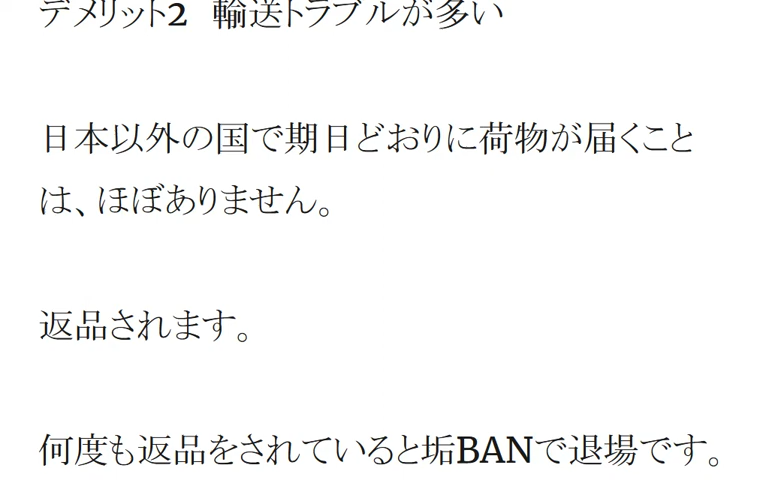 デメリット2 輸送トラブルが多い
日本以外の国で期日どおりに荷物が届くこと
は、ほぼありません。
返品されます。
何度も返品をされていると垢BANで退場です。